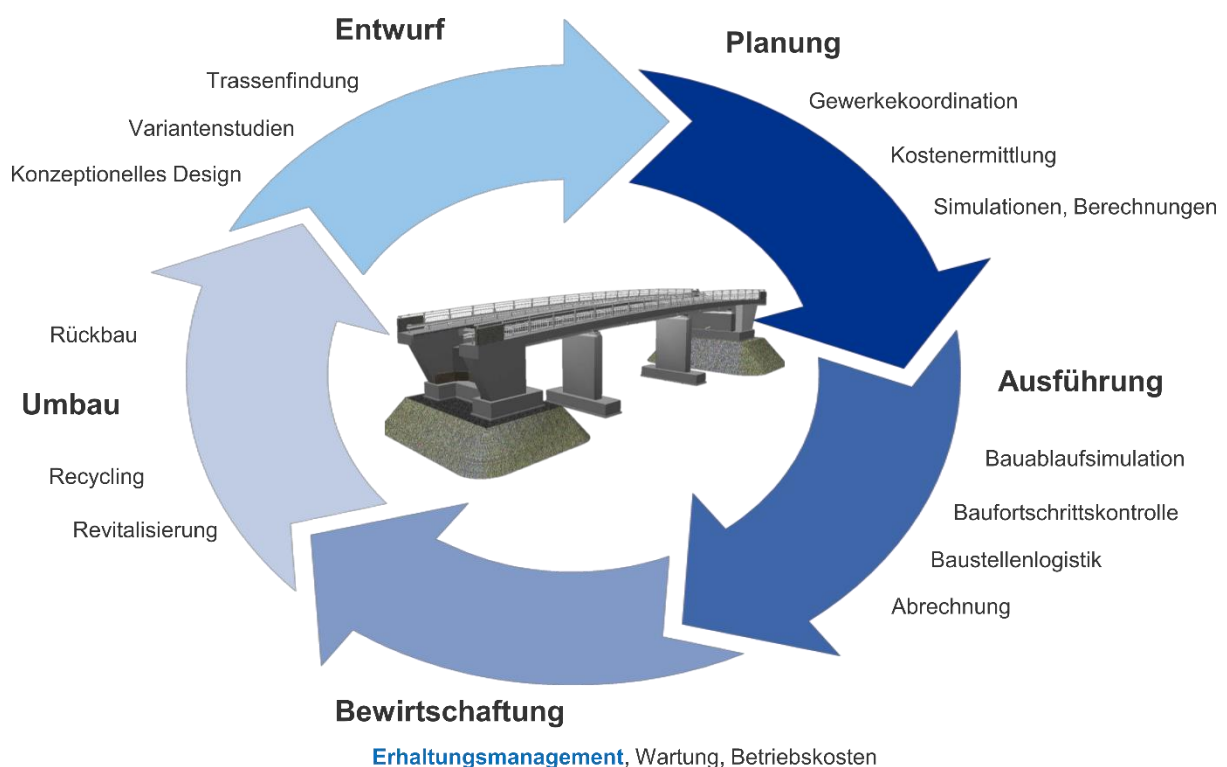 Entwurf
Trassenfindung
Variantenstudien
Konzeptionelles Design
Planung
Gewerkekoordination
Kostenermittlung
Simulationen, Berechnungen
Ausführung
Bauablaufsimulation
Baufortschrittskontrolle
Baustellenlogistik
Abrechnung
Bewirtschaftung
Erhaltungsmanagement, Wartung, Betriebskosten
Rückbau
Umbau
Recycling
Revitalisierung